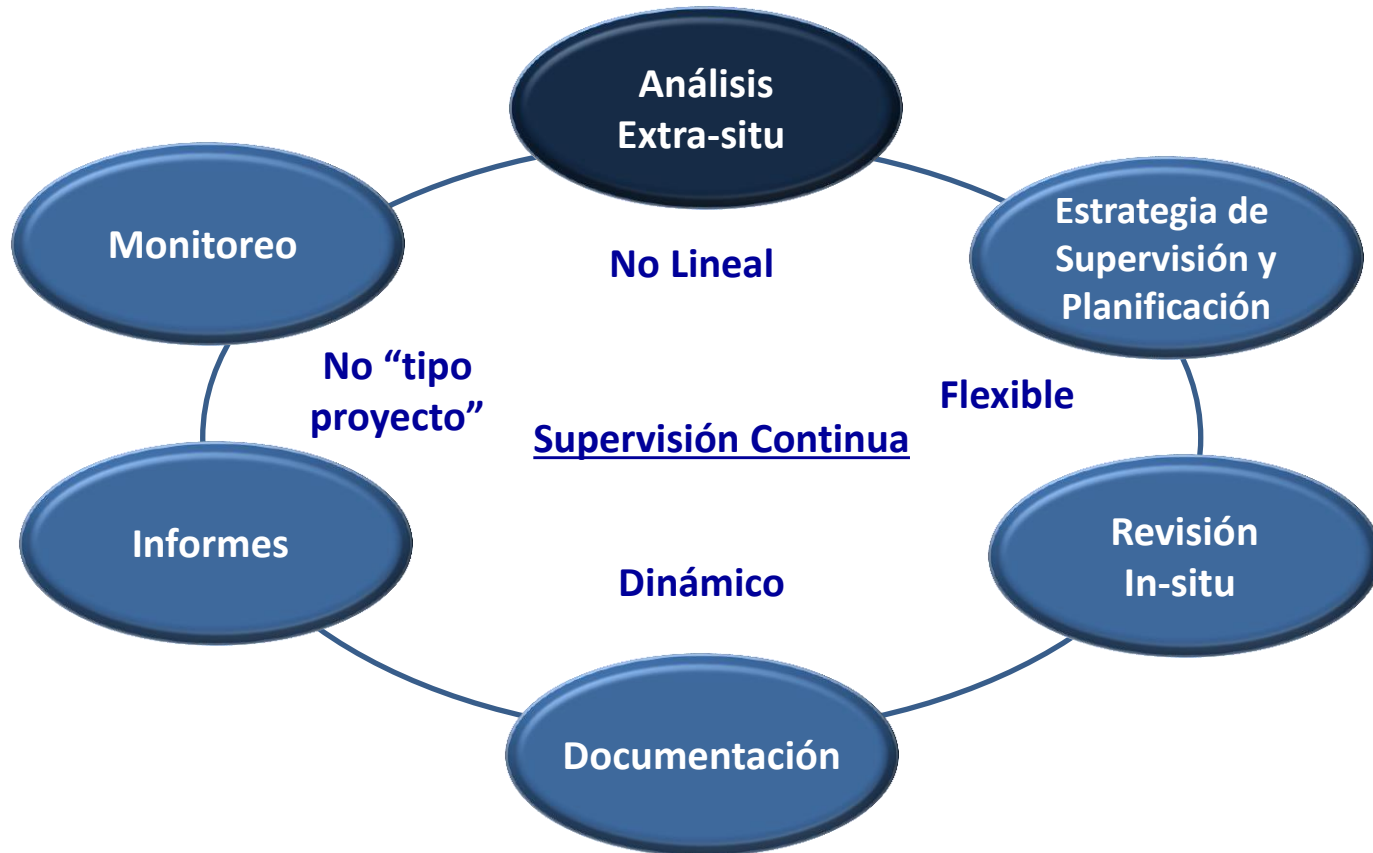 Análisis
Extra-situ
Monitoreo
Estrategia de
Supervisión y
Planificación
No Lineal
No “tipo
proyecto”
Flexible
Supervisión Continua
Informes
Revisión
In-situ
Dinámico
Documentación